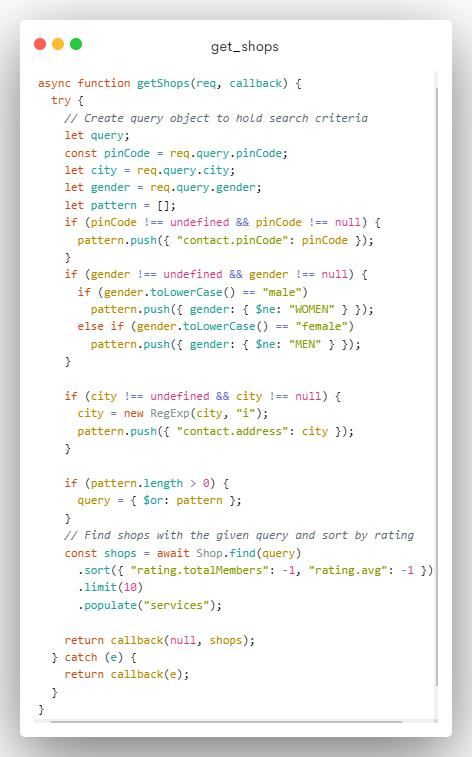 get_shops
async function getShops(req, callback) {
  try {
    // Create query object to hold search criteria
    let query;
    const pinCode = req.query.pinCode;
    let city = req.query.city;
    let gender = req.query.gender;
    let pattern = [];
    if (pinCode !== undefined && pinCode !== null) {
      pattern.push({ "contact.pinCode": pinCode });
    }
    if (gender !== undefined && gender !== null) {
      if (gender.toLowerCase() == "male")
        pattern.push({ gender: { $ne: "WOMEN" } });
      else if (gender.toLowerCase() == "female")
        pattern.push({ gender: { $ne: "MEN" } });
    }

    if (city !== undefined && city !== null) {
      city = new RegExp(city, "i");
      pattern.push({ "contact.address": city });
    }

    if (pattern.length > 0) {
      query = { $or: pattern };
    }
    // Find shops with the given query and sort by rating
    const shops = await Shop.find(query)
      .sort({ "rating.totalMembers": -1, "rating.avg": -1 })
      .limit(10)
      .populate("services");

    return callback(null, shops);
  } catch (e) {
    return callback(e);
  }
}